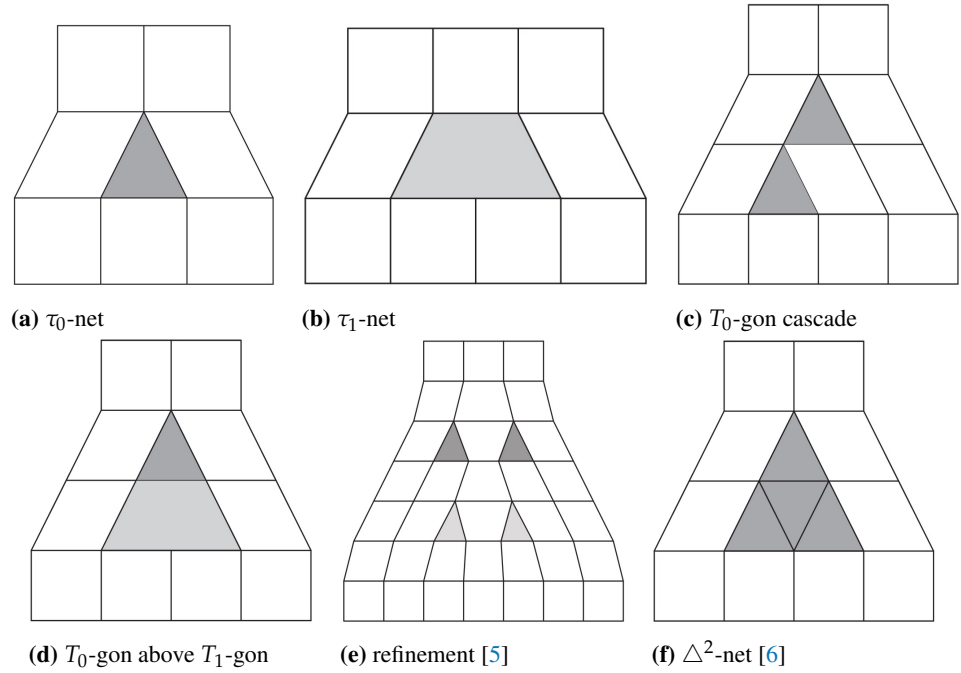 (a) τ₀-net
(b) τ₁-net
(c) T₀-gon cascade
(d) T₀-gon above T₁-gon
(e) refinement [5]
(f) △²-net [6]